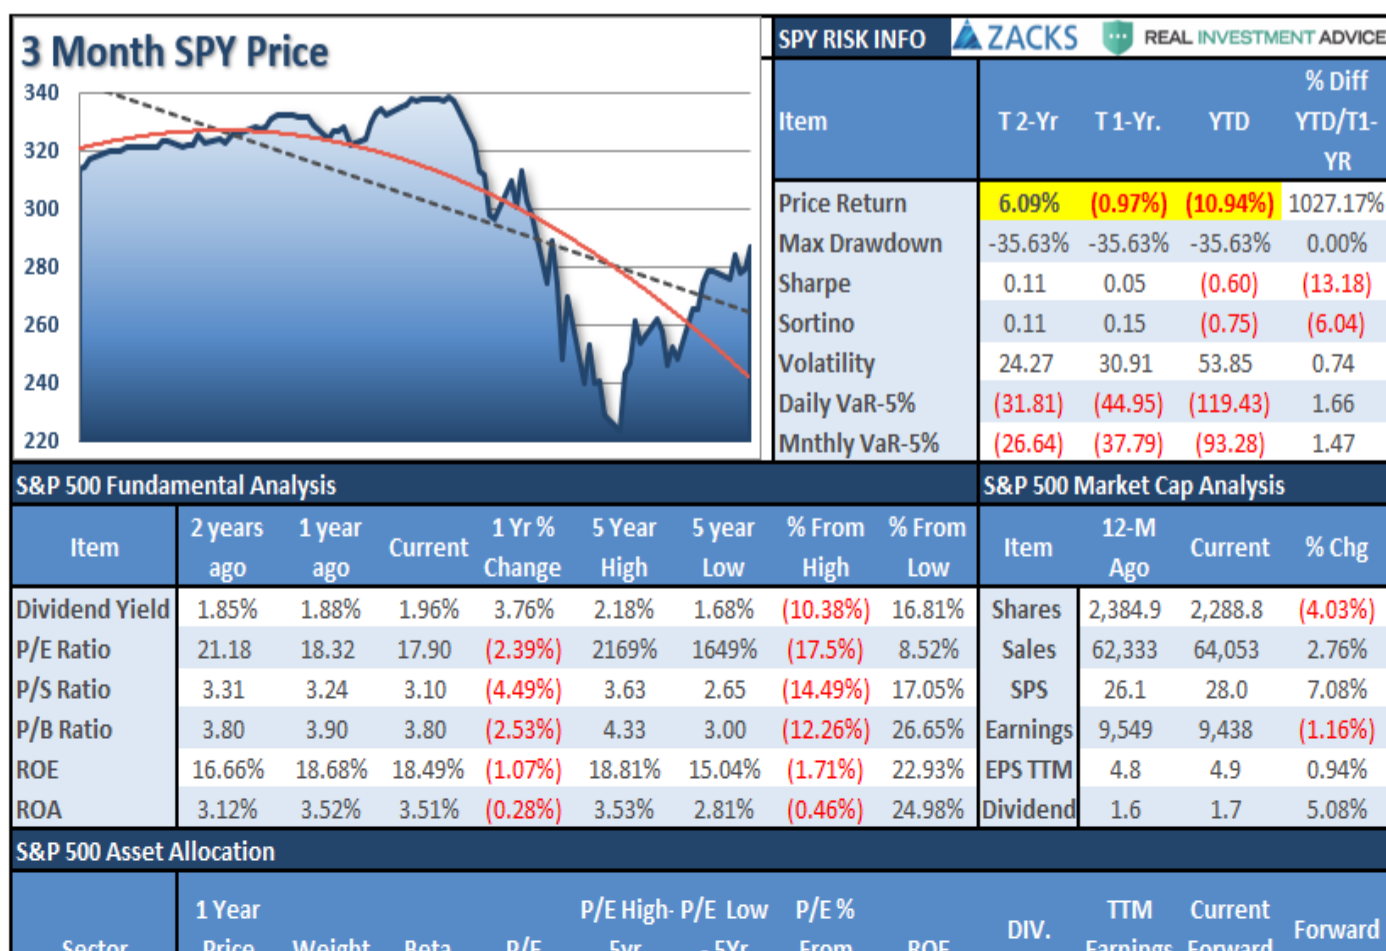 3 Month SPY Price
340
320
300
280
260
240
220
SPY RISK INFO ZACKS REAL INVESTMENT ADVICE
Item T 2-Yr T 1-Yr. YTD % Diff YTD/T1-YR
Price Return 6.09% (0.97%) (10.94%) 1027.17%
Max Drawdown -35.63% -35.63% -35.63% 0.00%
Sharpe 0.11 0.05 (0.60) (13.18)
Sortino 0.11 0.15 (0.75) (6.04)
Volatility 24.27 30.91 53.85 0.74
Daily VaR-5% (31.81) (44.95) (119.43) 1.66
Mnthly VaR-5% (26.64) (37.79) (93.28) 1.47
S&P 500 Fundamental Analysis
Item 2 years ago 1 year ago Current 1 Yr % Change 5 Year High 5 year Low % From High % From Low
Dividend Yield 1.85% 1.88% 1.96% 3.76% 2.18% 1.68% (10.38%) 16.81%
P/E Ratio 21.18 18.32 17.90 (2.39%) 2169% 1649% (17.5%) 8.52%
P/S Ratio 3.31 3.24 3.10 (4.49%) 3.63 2.65 (14.49%) 17.05%
P/B Ratio 3.80 3.90 3.80 (2.53%) 4.33 3.00 (12.26%) 26.65%
ROE 16.66% 18.68% 18.49% (1.07%) 18.81% 15.04% (1.71%) 22.93%
ROA 3.12% 3.52% 3.51% (0.28%) 3.53% 2.81% (0.46%) 24.98%
S&P 500 Market Cap Analysis
Item 12-M Ago Current % Chg
Shares 2,384.9 2,288.8 (4.03%)
Sales 62,333 64,053 2.76%
SPS 26.1 28.0 7.08%
Earnings 9,549 9,438 (1.16%)
EPS TTM 4.8 4.9 0.94%
Dividend 1.6 1.7 5.08%
S&P 500 Asset Allocation
1 Year P/E High- P/E Low P/E % TTM Current
DIV. Forward
Sector Price Weight Beta P/E 5yr - 5Yr From ROE Earnings Forward